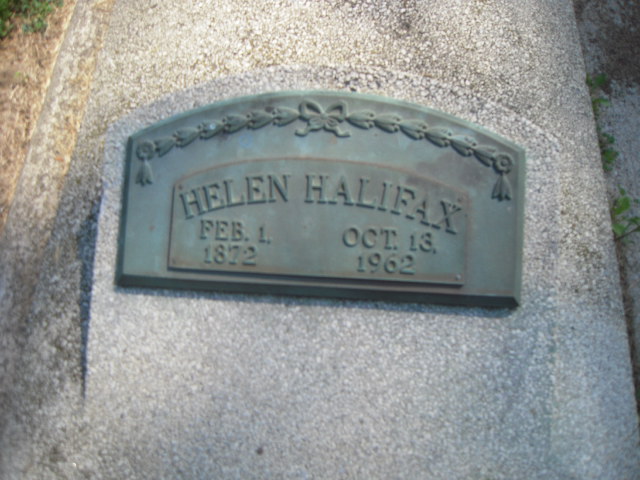 HELEN HALIFAX
FEB. 1, OCT. 13,
1872 1962